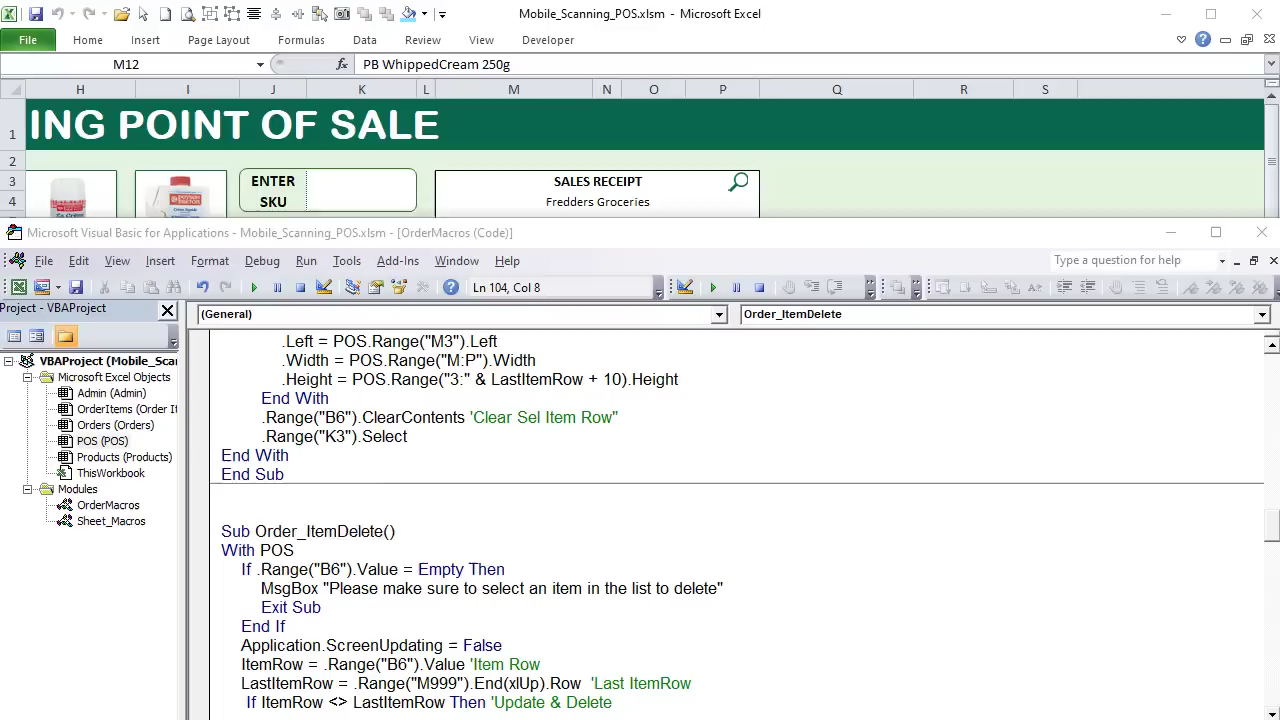 Mobile_Scanning_POS.xlsm - Microsoft Excel
File Home Insert Page Layout Formulas Data Review View Developer
M12 fx PB WhippedCream 250g
H I J K L M N O P Q R S
1 ING POINT OF SALE
2
3 ENTER SALES RECEIPT
4 SKU Fredders Groceries
Microsoft Visual Basic for Applications - Mobile_Scanning_POS.xlsm - [OrderMacros (Code)]
File Edit View Insert Format Debug Run Tools Add-Ins Window Help Type a question for help
Ln 104, Col 8
Project - VBAProject
(General) Order_ItemDelete
VBAProject (Mobile_Scar
Microsoft Excel Objects
Admin (Admin)
OrderItems (Order It
Orders (Orders)
POS (POS)
Products (Products)
ThisWorkbook
Modules
OrderMacros
Sheet_Macros
.Left = POS.Range("M3").Left
.Width = POS.Range("M:P").Width
.Height = POS.Range("3:" & LastItemRow + 10).Height
End With
.Range("B6").ClearContents 'Clear Sel Item Row"
.Range("K3").Select
End With
End Sub
Sub Order_ItemDelete()
With POS
If .Range("B6").Value = Empty Then
MsgBox "Please make sure to select an item in the list to delete"
Exit Sub
End If
Application.ScreenUpdating = False
ItemRow = .Range("B6").Value 'Item Row
LastItemRow = .Range("M999").End(xlUp).Row 'Last ItemRow
If ItemRow <> LastItemRow Then 'Update & Delete